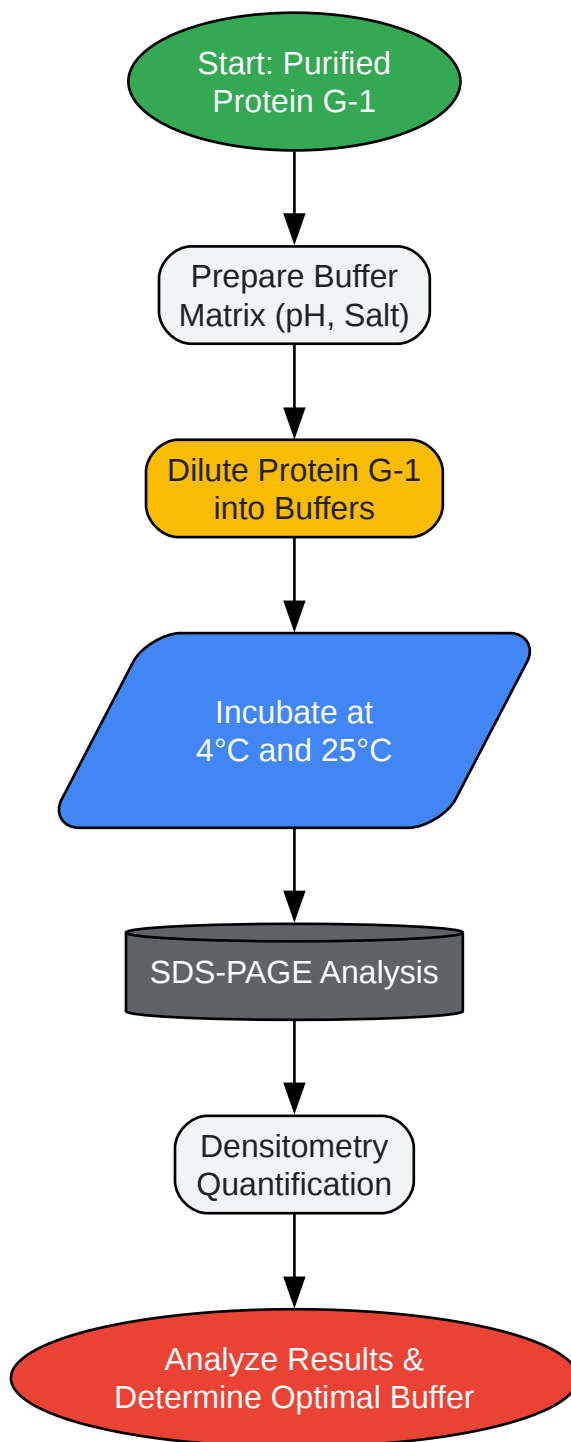 Start: Purified
Protein G-1
Prepare Buffer
Matrix (pH, Salt)
Dilute Protein G-1
into Buffers
Incubate at
4°C and 25°C
SDS-PAGE Analysis
Densitometry
Quantification
Analyze Results &
Determine Optimal Buffer